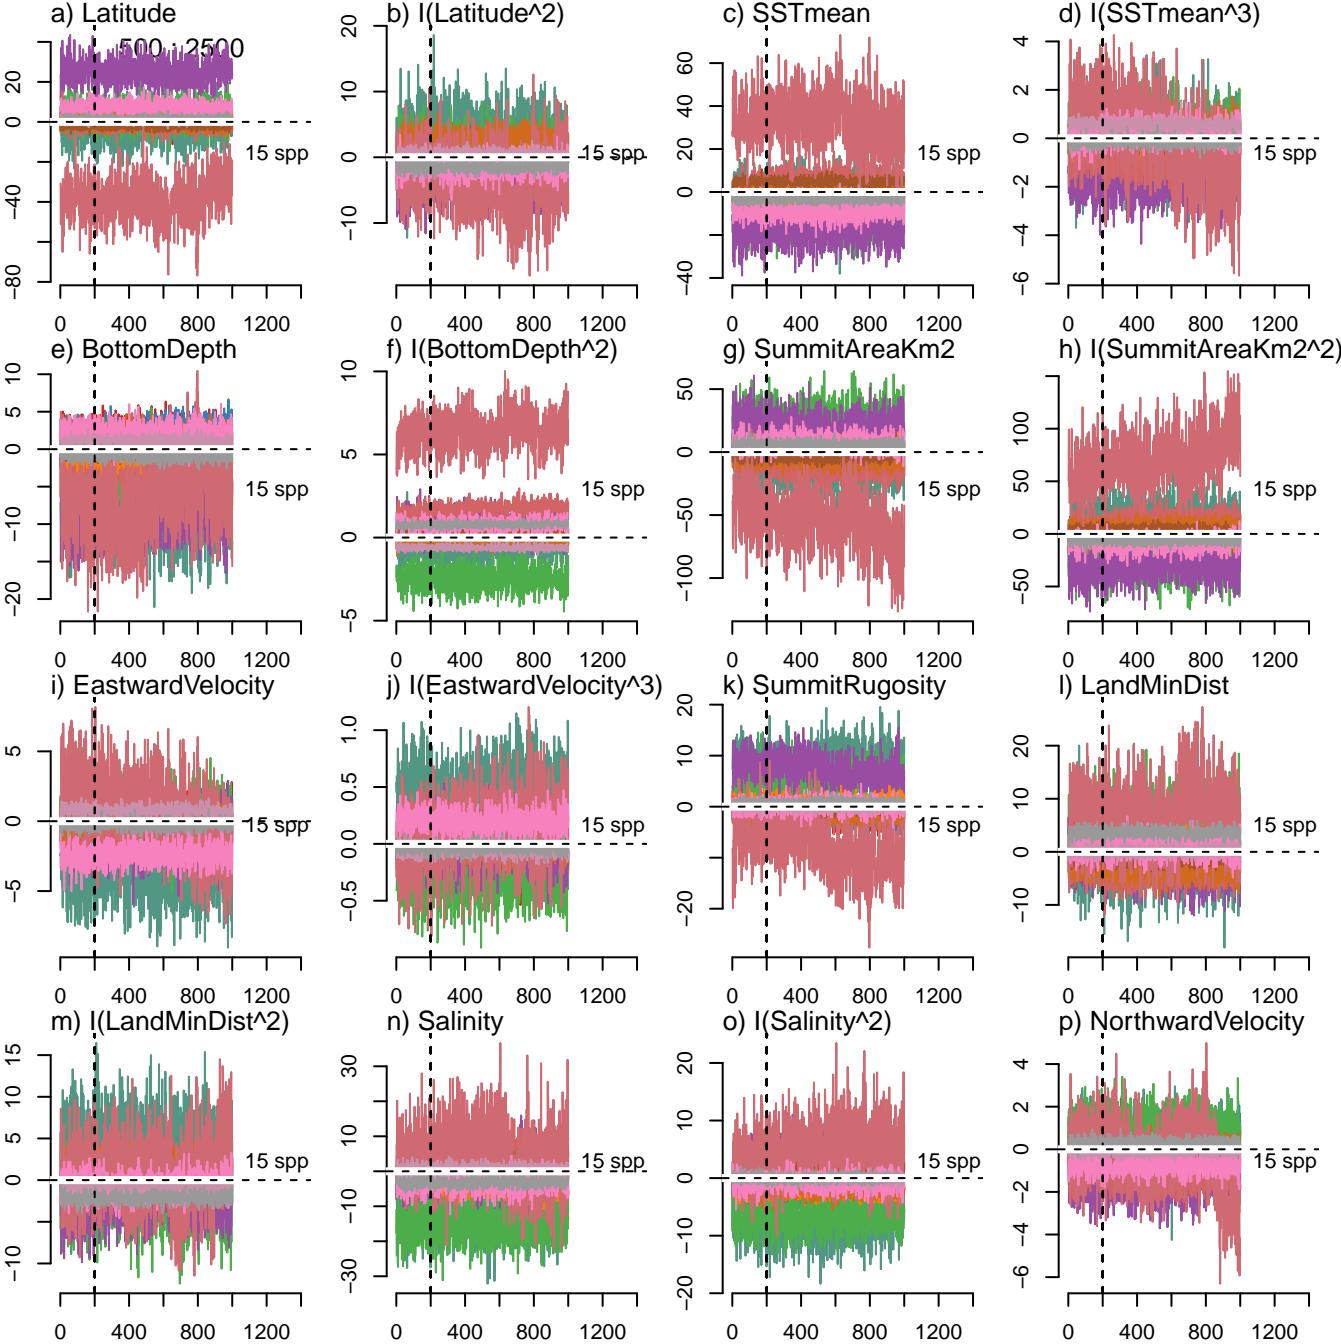 a) Latitude
b) I(Latitude^2)
c) SSTmean
d) I(SSTmean^3)
500 : 2500
20
0
−40
−80
15 spp
0 400 800 1200
20
10
0
−10
15 spp
0 400 800 1200
60
40
20
0
−40
15 spp
0 400 800 1200
4
2
0
−2
−4
−6
15 spp
0 400 800 1200
e) BottomDepth
f) I(BottomDepth^2)
g) SummitAreaKm2
h) I(SummitAreaKm2^2)
10
5
0
−10
−20
15 spp
0 400 800 1200
10
5
0
−5
15 spp
0 400 800 1200
50
0
−50
−100
15 spp
0 400 800 1200
100
50
0
−50
15 spp
0 400 800 1200
i) EastwardVelocity
j) I(EastwardVelocity^3)
k) SummitRugosity
l) LandMinDist
5
0
−5
15 spp
0 400 800 1200
1.0
0.5
0.0
−0.5
15 spp
0 400 800 1200
20
10
0
−20
15 spp
0 400 800 1200
20
10
0
−10
15 spp
0 400 800 1200
m) I(LandMinDist^2)
n) Salinity
o) I(Salinity^2)
p) NorthwardVelocity
15
10
5
0
−10
15 spp
0 400 800 1200
30
10
−10
−30
15 spp
0 400 800 1200
20
10
0
−10
−20
15 spp
0 400 800 1200
4
2
0
−2
−4
−6
15 spp
0 400 800 1200